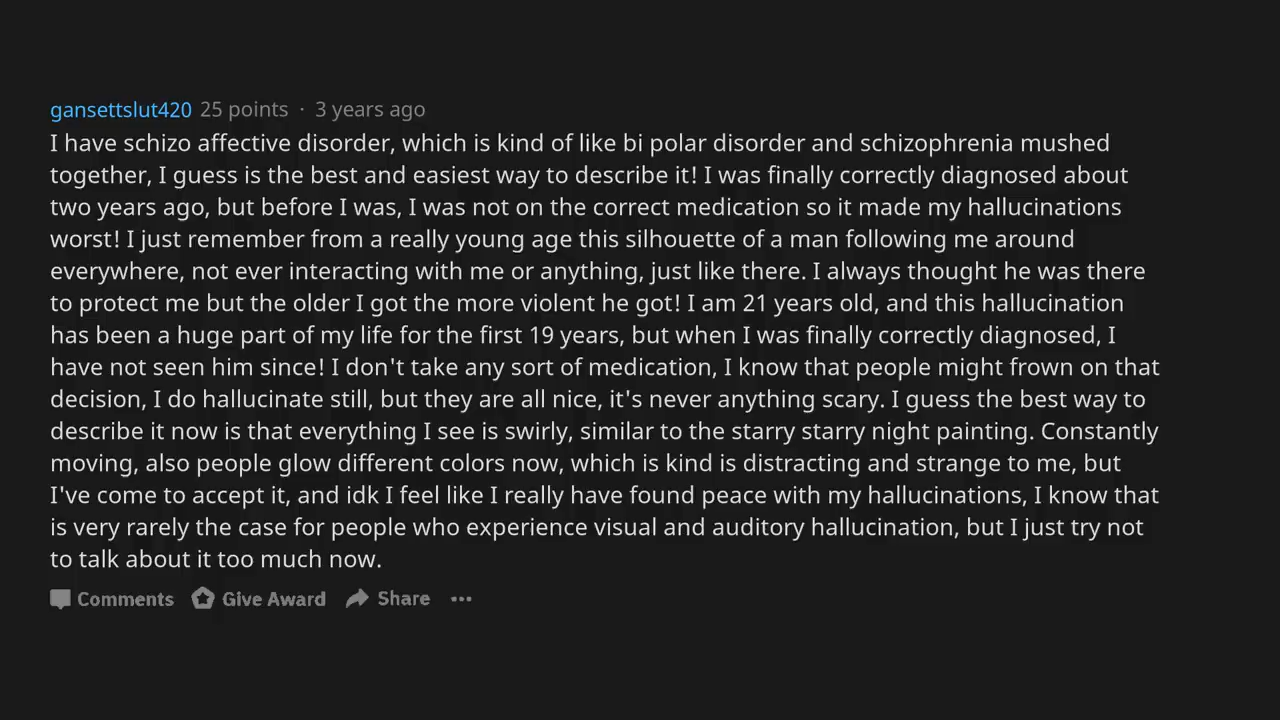 gansettslut420 25 points · 3 years ago
I have schizo affective disorder, which is kind of like bi polar disorder and schizophrenia mushed
together, I guess is the best and easiest way to describe it! I was finally correctly diagnosed about
two years ago, but before I was, I was not on the correct medication so it made my hallucinations
worst! I just remember from a really young age this silhouette of a man following me around
everywhere, not ever interacting with me or anything, just like there. I always thought he was there
to protect me but the older I got the more violent he got! I am 21 years old, and this hallucination
has been a huge part of my life for the first 19 years, but when I was finally correctly diagnosed, I
have not seen him since! I don't take any sort of medication, I know that people might frown on that
decision, I do hallucinate still, but they are all nice, it's never anything scary. I guess the best way to
describe it now is that everything I see is swirly, similar to the starry starry night painting. Constantly
moving, also people glow different colors now, which is kind is distracting and strange to me, but
I've come to accept it, and idk I feel like I really have found peace with my hallucinations, I know that
is very rarely the case for people who experience visual and auditory hallucination, but I just try not
to talk about it too much now.
Comments Give Award Share